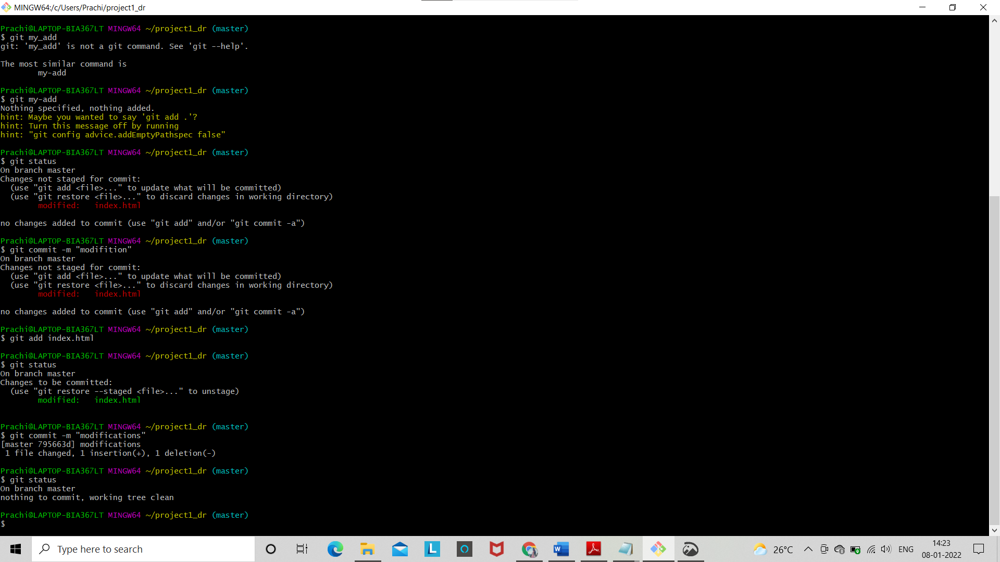 MINGW64:/c/Users/Prachi/project1_dr
Prachi@LAPTOP-BIA367LT MINGW64 ~/project1_dr (master)
$ git my_add
git: 'my_add' is not a git command. See 'git --help'.
The most similar command is
my-add
Prachi@LAPTOP-BIA367LT MINGW64 ~/project1_dr (master)
$ git my-add
Nothing specified, nothing added.
hint: Maybe you wanted to say 'git add .'?
hint: Turn this message off by running
hint: "git config advice.addEmptyPathspec false"
Prachi@LAPTOP-BIA367LT MINGW64 ~/project1_dr (master)
$ git status
On branch master
Changes not staged for commit:
  (use "git add <file>..." to update what will be committed)
  (use "git restore <file>..." to discard changes in working directory)
        modified:   index.html
no changes added to commit (use "git add" and/or "git commit -a")
Prachi@LAPTOP-BIA367LT MINGW64 ~/project1_dr (master)
$ git commit -m "modifition"
On branch master
Changes not staged for commit:
  (use "git add <file>..." to update what will be committed)
  (use "git restore <file>..." to discard changes in working directory)
        modified:   index.html
no changes added to commit (use "git add" and/or "git commit -a")
Prachi@LAPTOP-BIA367LT MINGW64 ~/project1_dr (master)
$ git add index.html
Prachi@LAPTOP-BIA367LT MINGW64 ~/project1_dr (master)
$ git status
On branch master
Changes to be committed:
  (use "git restore --staged <file>..." to unstage)
        modified:   index.html
Prachi@LAPTOP-BIA367LT MINGW64 ~/project1_dr (master)
$ git commit -m "modifications"
[master 795663d] modifications
 1 file changed, 1 insertion(+), 1 deletion(-)
Prachi@LAPTOP-BIA367LT MINGW64 ~/project1_dr (master)
$ git status
On branch master
nothing to commit, working tree clean
Prachi@LAPTOP-BIA367LT MINGW64 ~/project1_dr (master)
$
Type here to search
L
W
26°C
ENG
14:23
08-01-2022